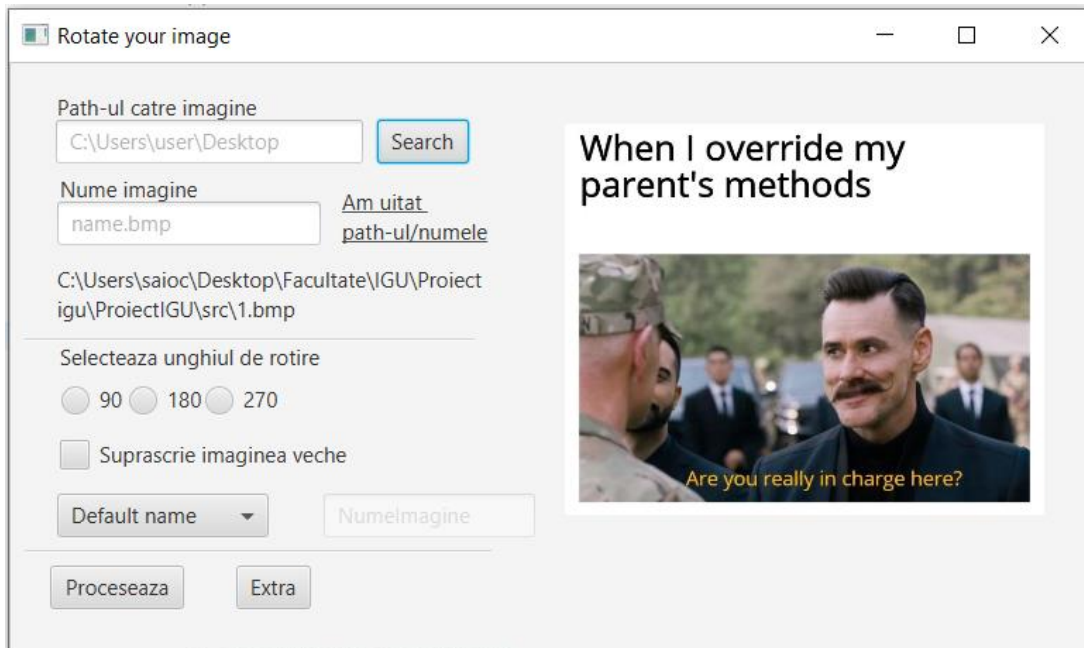 Rotate your image
Path-ul catre imagine
C:\Users\user\Desktop
Search
Nume imagine
name.bmp
Am uitat
path-ul/numele
C:\Users\saioc\Desktop\Facultate\IGU\Proiect
igu\ProiectIGU\src\1.bmp
Selecteaza unghiul de rotire
90 180 270
Suprascrie imaginea veche
Default name
NumeImagine
Proceseaza
Extra
When I override my
parent's methods
Are you really in charge here?